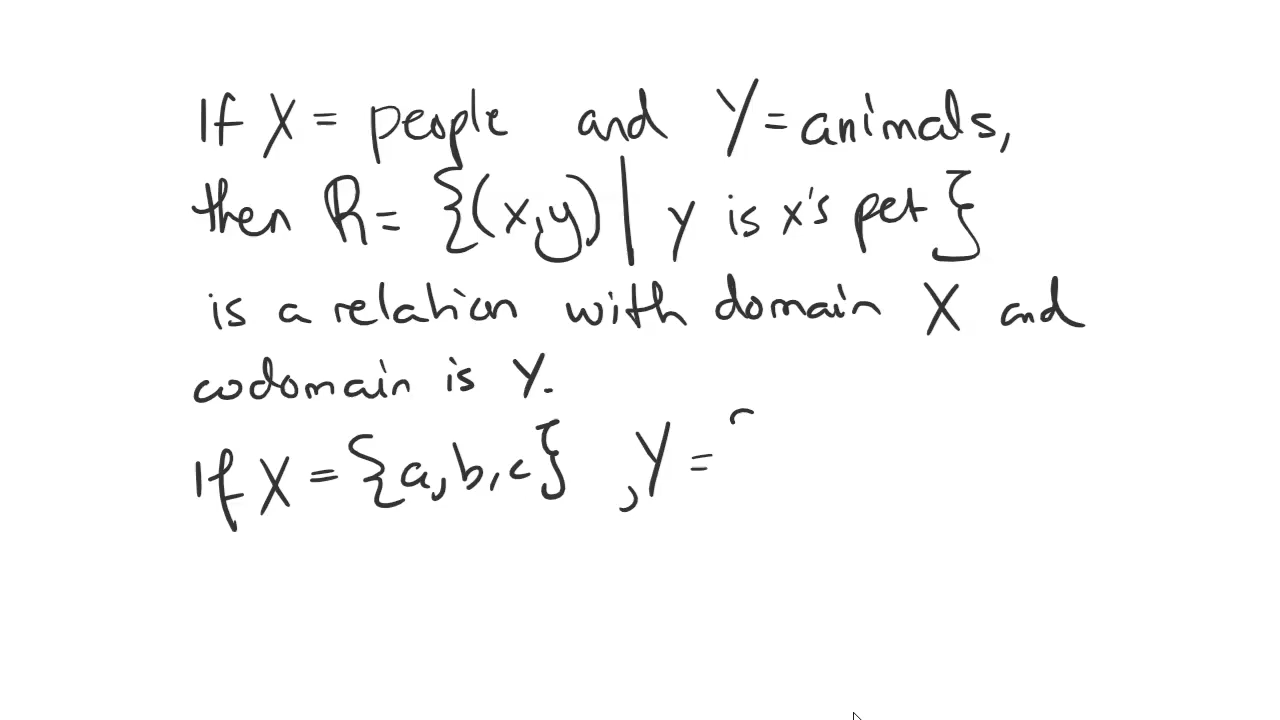 If X = people and Y = animals,
then R = {(x,y) | y is x's pet}
is a relation with domain X and
codomain is Y.
If X = {a, b, c} , Y =